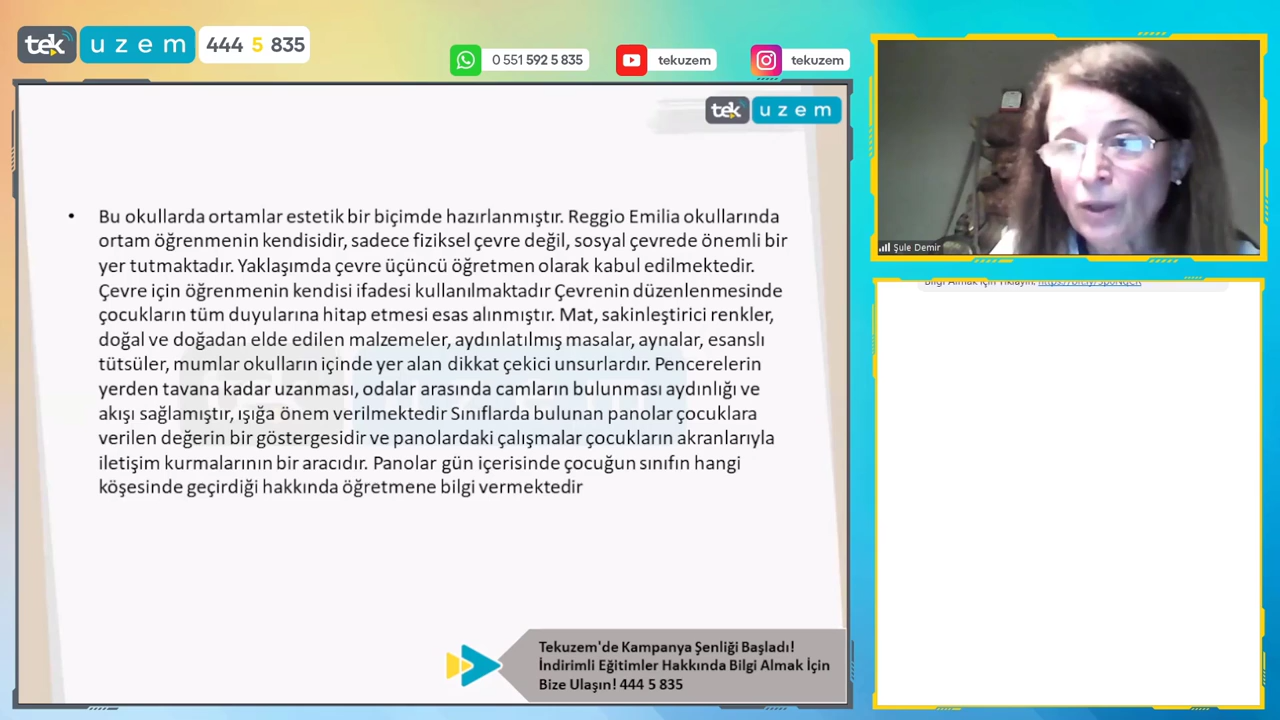 tek uzem 444 5 835
0 551 592 5 835
tekuzem
tekuzem
tek uzem
• Bu okullarda ortamlar estetik bir biçimde hazırlanmıştır. Reggio Emilia okullarında
ortam öğrenmenin kendisidir, sadece fiziksel çevre değil, sosyal çevrede önemli bir
yer tutmaktadır. Yaklaşımda çevre üçüncü öğretmen olarak kabul edilmektedir.
Çevre için öğrenmenin kendisi ifadesi kullanılmaktadır Çevrenin düzenlenmesinde
çocukların tüm duyularına hitap etmesi esas alınmıştır. Mat, sakinleştirici renkler,
doğal ve doğadan elde edilen malzemeler, aydınlatılmış masalar, aynalar, esanslı
tütsüler, mumlar okulların içinde yer alan dikkat çekici unsurlardır. Pencerelerin
yerden tavana kadar uzanması, odalar arasında camların bulunması aydınlığı ve
akışı sağlamıştır, ışığa önem verilmektedir Sınıflarda bulunan panolar çocuklara
verilen değerin bir göstergesidir ve panolardaki çalışmalar çocukların akranlarıyla
iletişim kurmalarının bir aracıdır. Panolar gün içerisinde çocuğun sınıfın hangi
köşesinde geçirdiği hakkında öğretmene bilgi vermektedir
Tekuzem'de Kampanya Şenliği Başladı!
İndirimli Eğitimler Hakkında Bilgi Almak İçin
Bize Ulaşın! 444 5 835
Şule Demir
Bilgi Almak İçin Tıklayın: